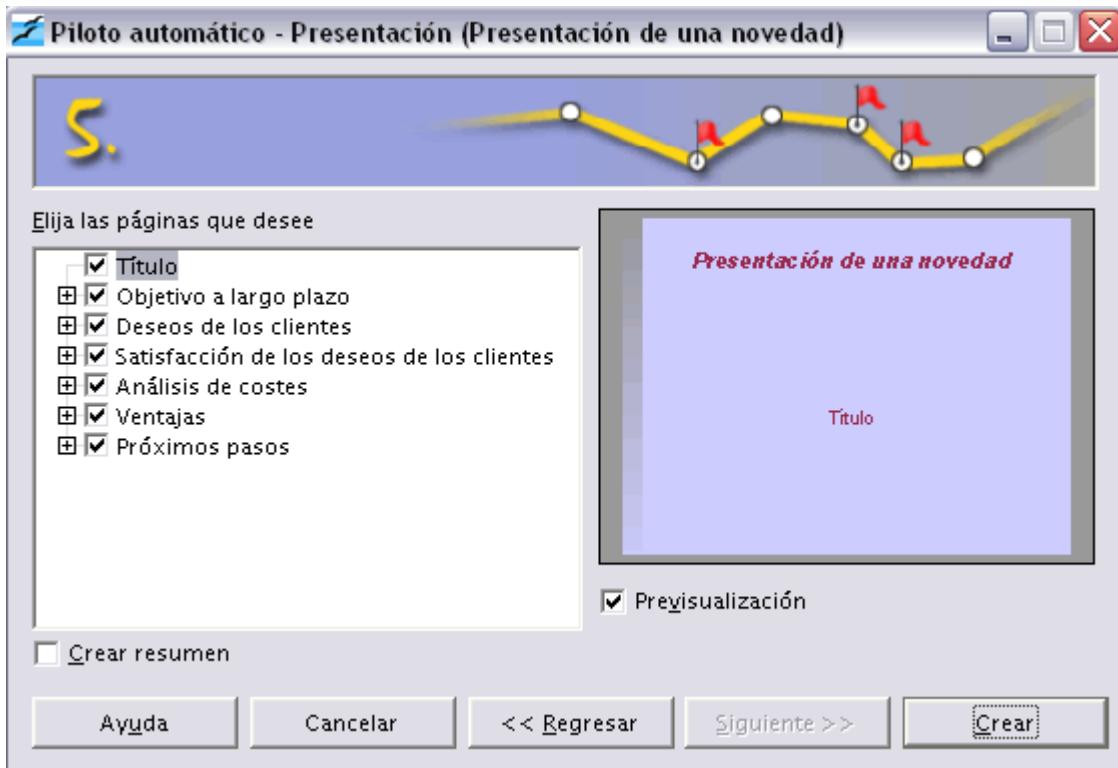 Piloto automático - Presentación (Presentación de una novedad)
5.
Elija las páginas que desee
Título
Objetivo a largo plazo
Deseos de los clientes
Satisfacción de los deseos de los clientes
Análisis de costes
Ventajas
Próximos pasos
Presentación de una novedad
Título
Previsualización
Crear resumen
Ayuda
Cancelar
<< Regresar
Siguiente >>
Crear